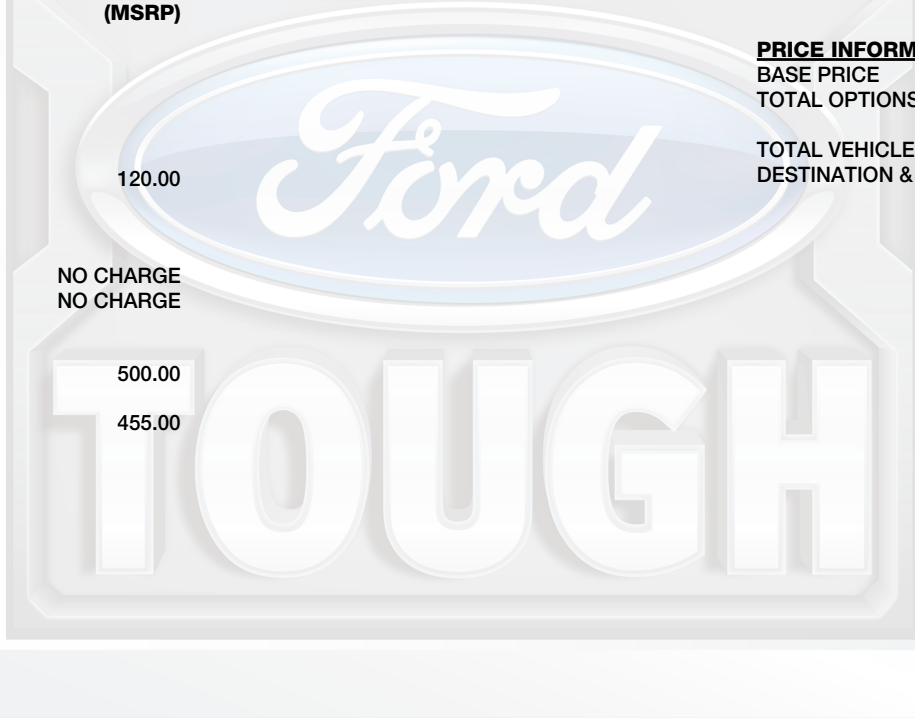 (MSRP)
120.00
NO CHARGE
NO CHARGE
500.00
455.00
PRICE INFORM
BASE PRICE
TOTAL OPTIONS
TOTAL VEHICLE
DESTINATION &
Ford
TOUGH